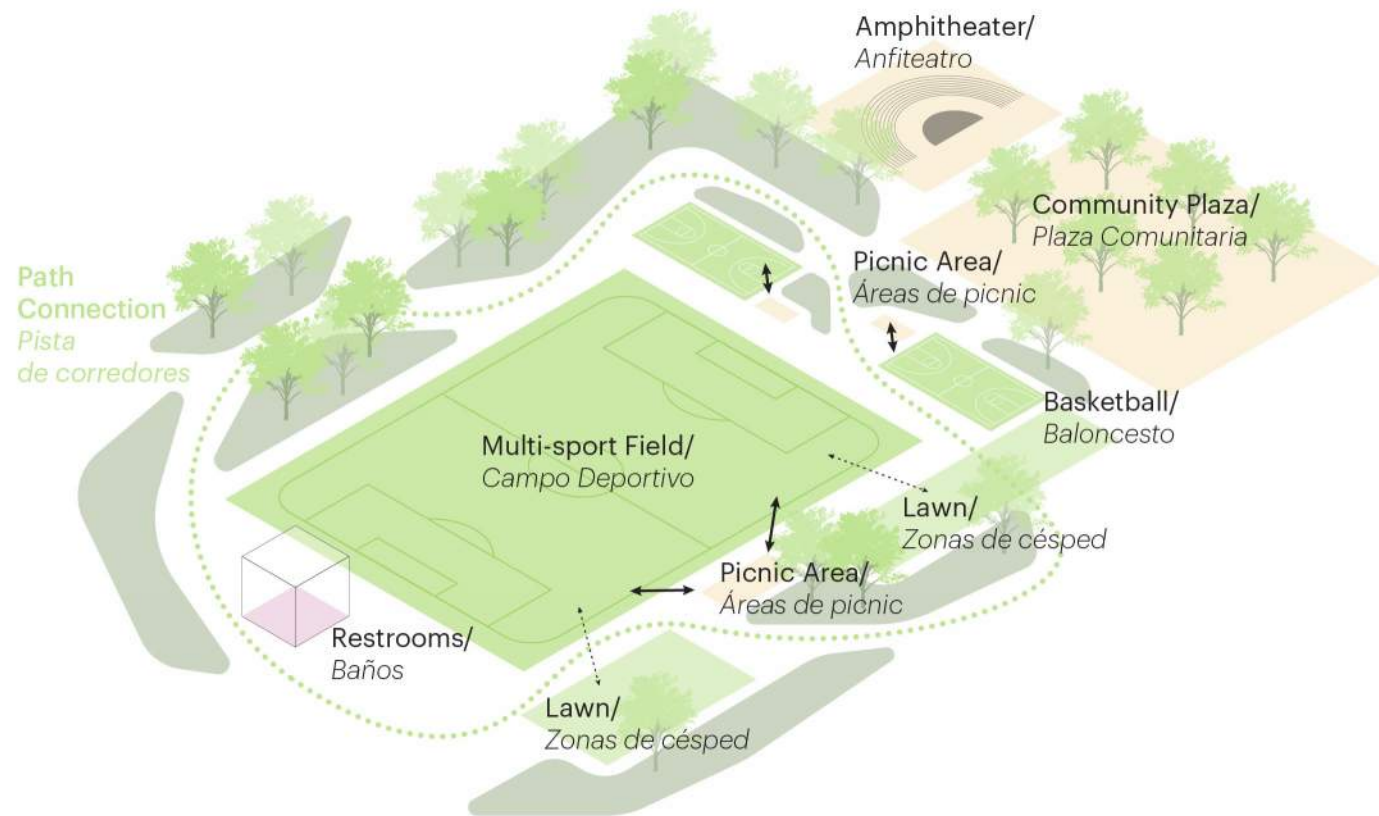 Amphitheater/
Anfiteatro
Community Plaza/
Plaza Comunitaria
Picnic Area/
Áreas de picnic
Path
Connection
Pista
de corredores
Basketball/
Baloncesto
Multi-sport Field/
Campo Deportivo
Lawn/
Zonas de césped
Picnic Area/
Áreas de picnic
Restrooms/
Baños
Lawn/
Zonas de césped